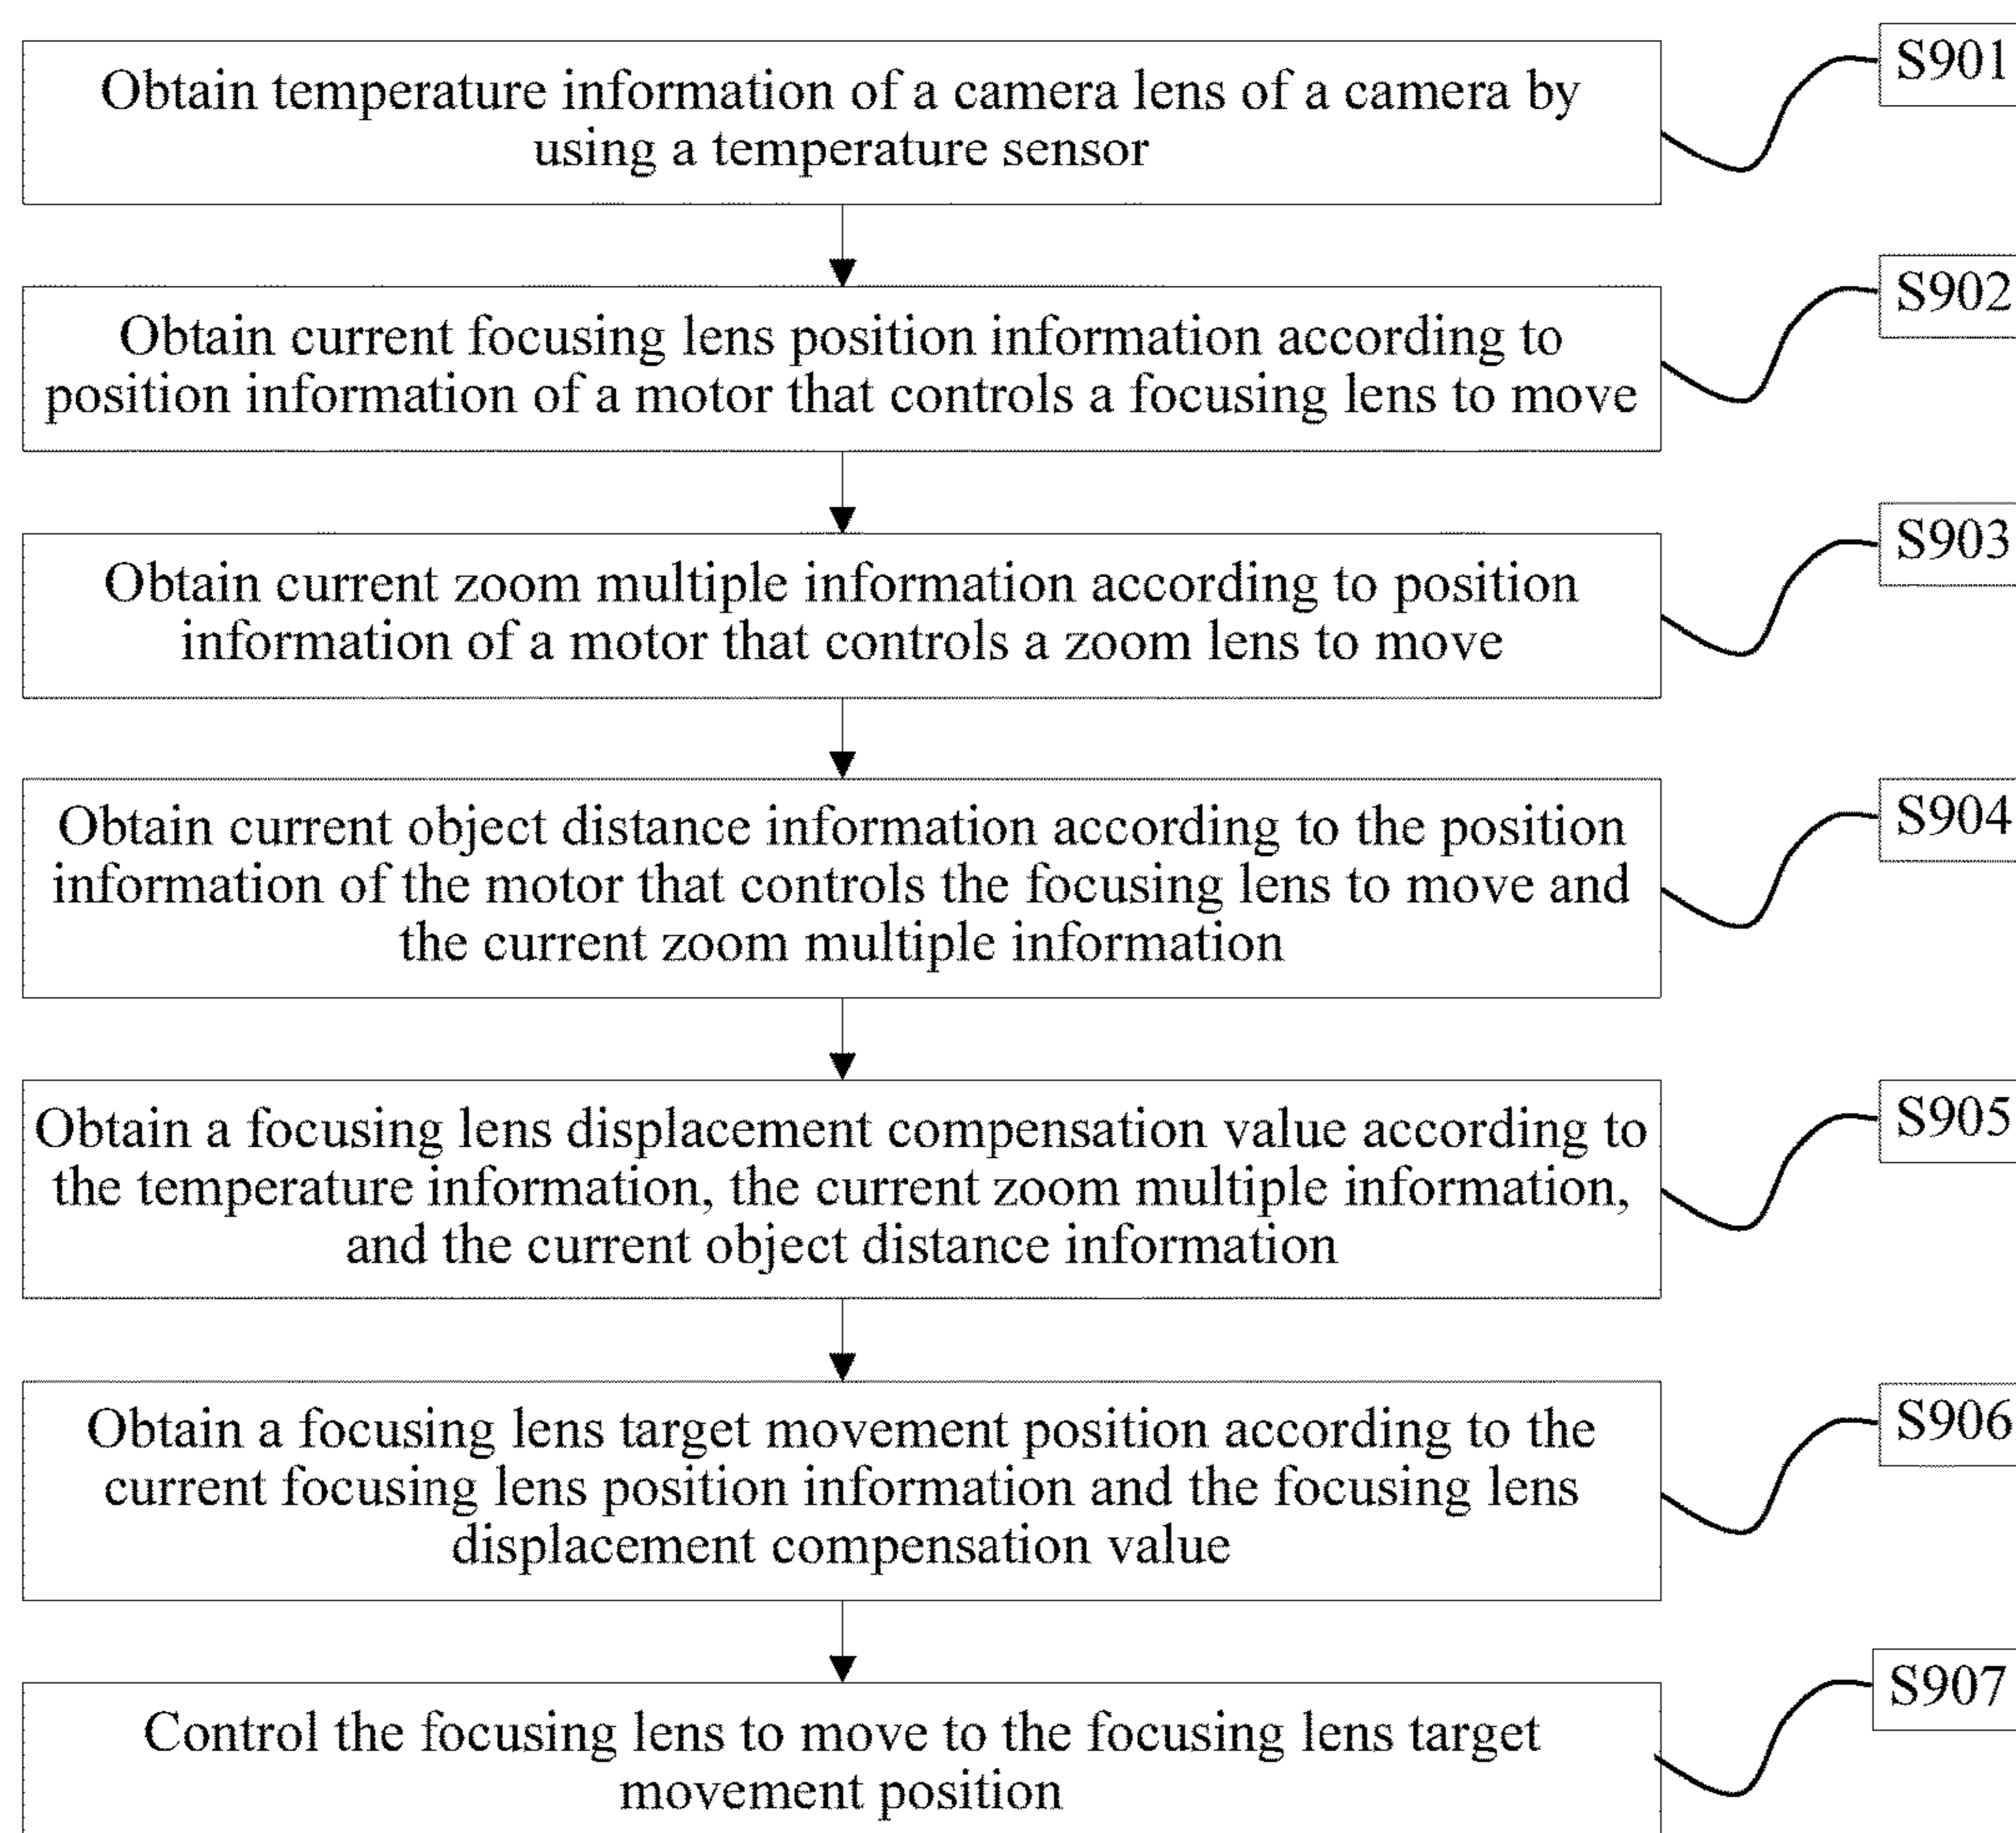 S901
Obtain temperature information of a camera lens of a camera by
using a temperature sensor
S902
Obtain current focusing lens position information according to
position information of a motor that controls a focusing lens to move
S903
Obtain current zoom multiple information according to position
information of a motor that controls a zoom lens to move
S904
Obtain current object distance information according to the position
information of the motor that controls the focusing lens to move and
the current zoom multiple information
S905
Obtain a focusing lens displacement compensation value according to
the temperature information, the current zoom multiple information,
and the current object distance information
S906
Obtain a focusing lens target movement position according to the
current focusing lens position information and the focusing lens
displacement compensation value
S907
Control the focusing lens to move to the focusing lens target
movement position